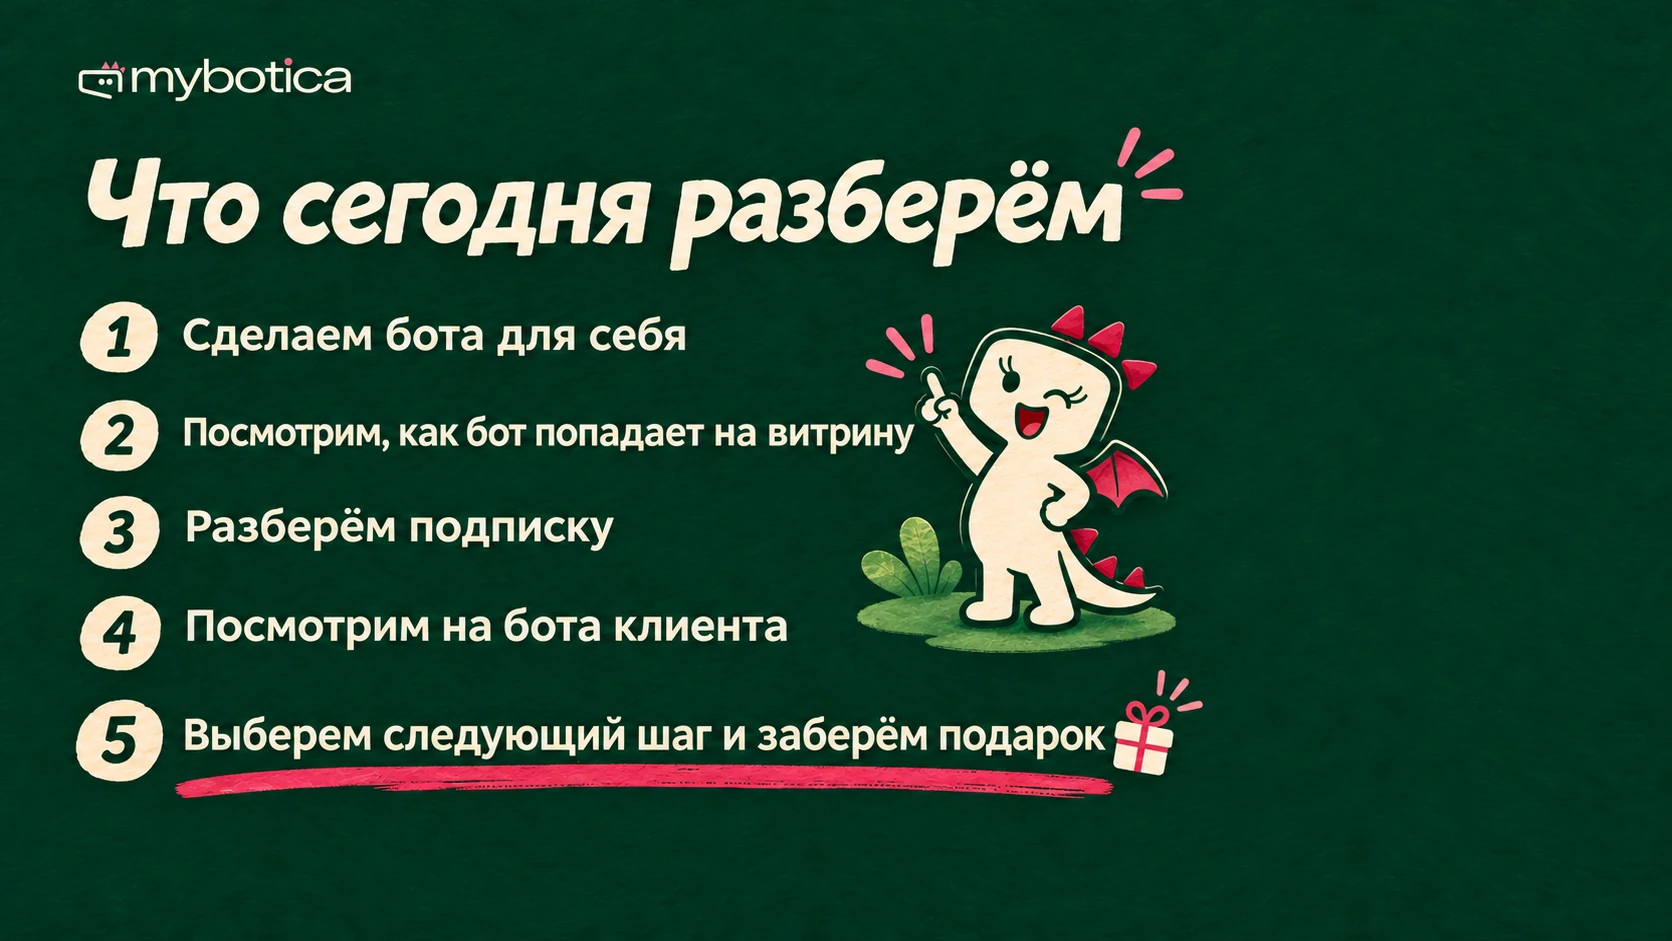 mybotica
Что сегодня разберём
1 Сделаем бота для себя
2 Посмотрим, как бот попадает на витрину
3 Разберём подписку
4 Посмотрим на бота клиента
5 Выберем следующий шаг и заберём подарок